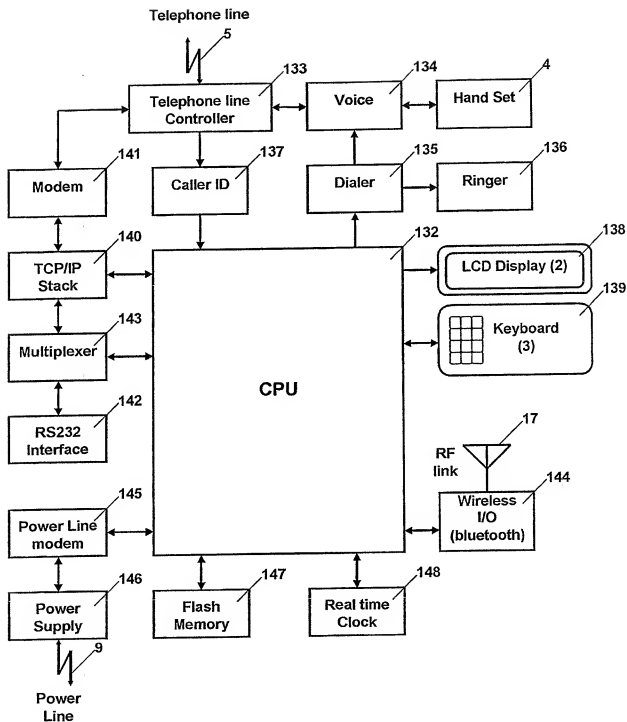 Telephone line
5
133
134
4
Telephone line
Controller
Voice
Hand Set
141
137
135
136
Modem
Caller ID
Dialer
Ringer
140
132
138
TCP/IP
Stack
LCD Display (2)
139
143
Multiplexer
Keyboard
(3)
CPU
142
RS232
Interface
17
RF
link
144
Wireless
I/O
(bluetooth)
145
Power Line
modem
146
147
148
Power
Supply
Flash
Memory
Real time
Clock
9
Power
Line